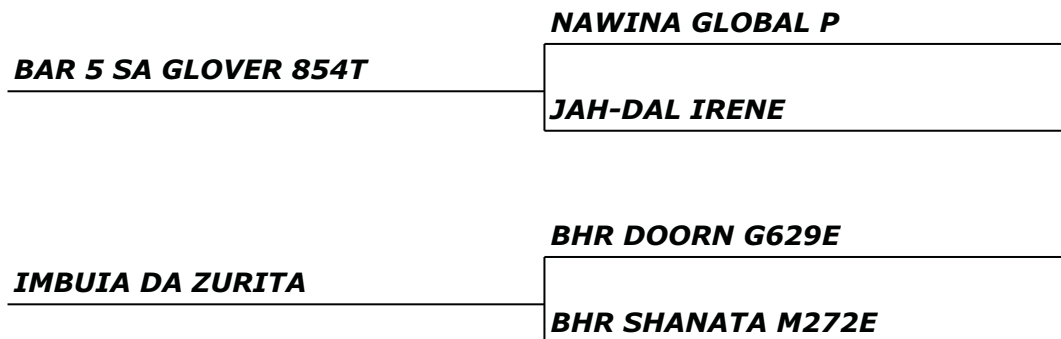 NAWINA GLOBAL P
BAR 5 SA GLOVER 854T
JAH-DAL IRENE
BHR DOORN G629E
IMBUIA DA ZURITA
BHR SHANATA M272E